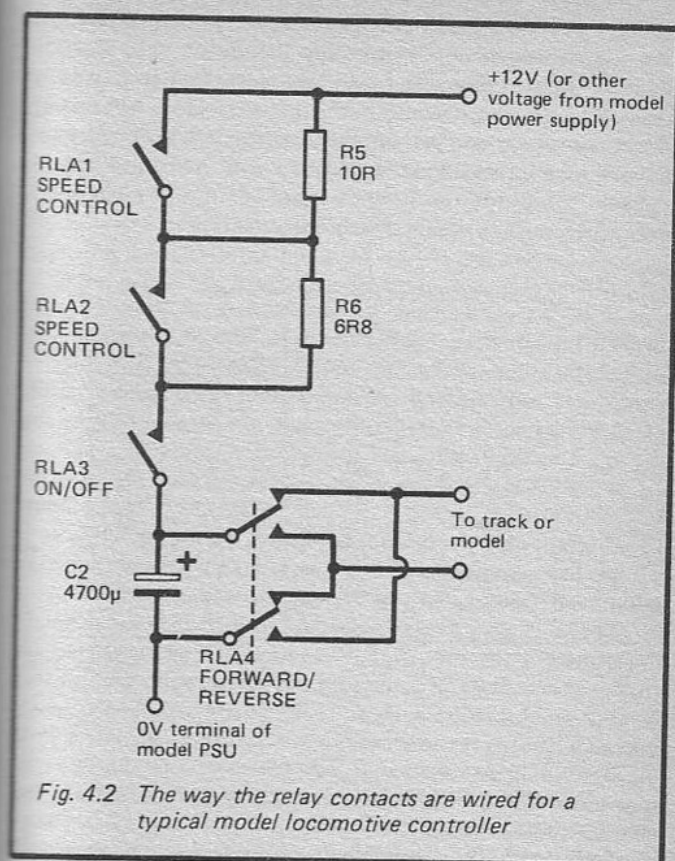 +12V (or other
voltage from model
power supply)
RLA1
SPEED
CONTROL
R5
10R
RLA2
SPEED
CONTROL
R6
6R8
RLA3
ON/OFF
To track or
model
+
C2
4700µ
RLA4
FORWARD/
REVERSE
0V terminal of
model PSU
Fig. 4.2 The way the relay contacts are wired for a
typical model locomotive controller